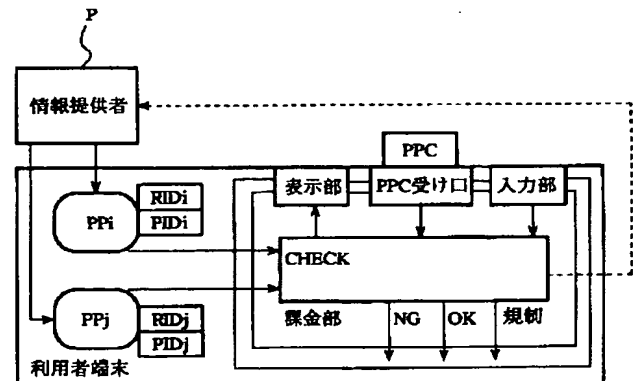 P
情報提供者
PPC
表示部
PPC受け口
入力部
RIDi
PIDi
PPi
CHECK
PPj
RIDj
PIDj
課金部
NG
OK
規制
利用者端末